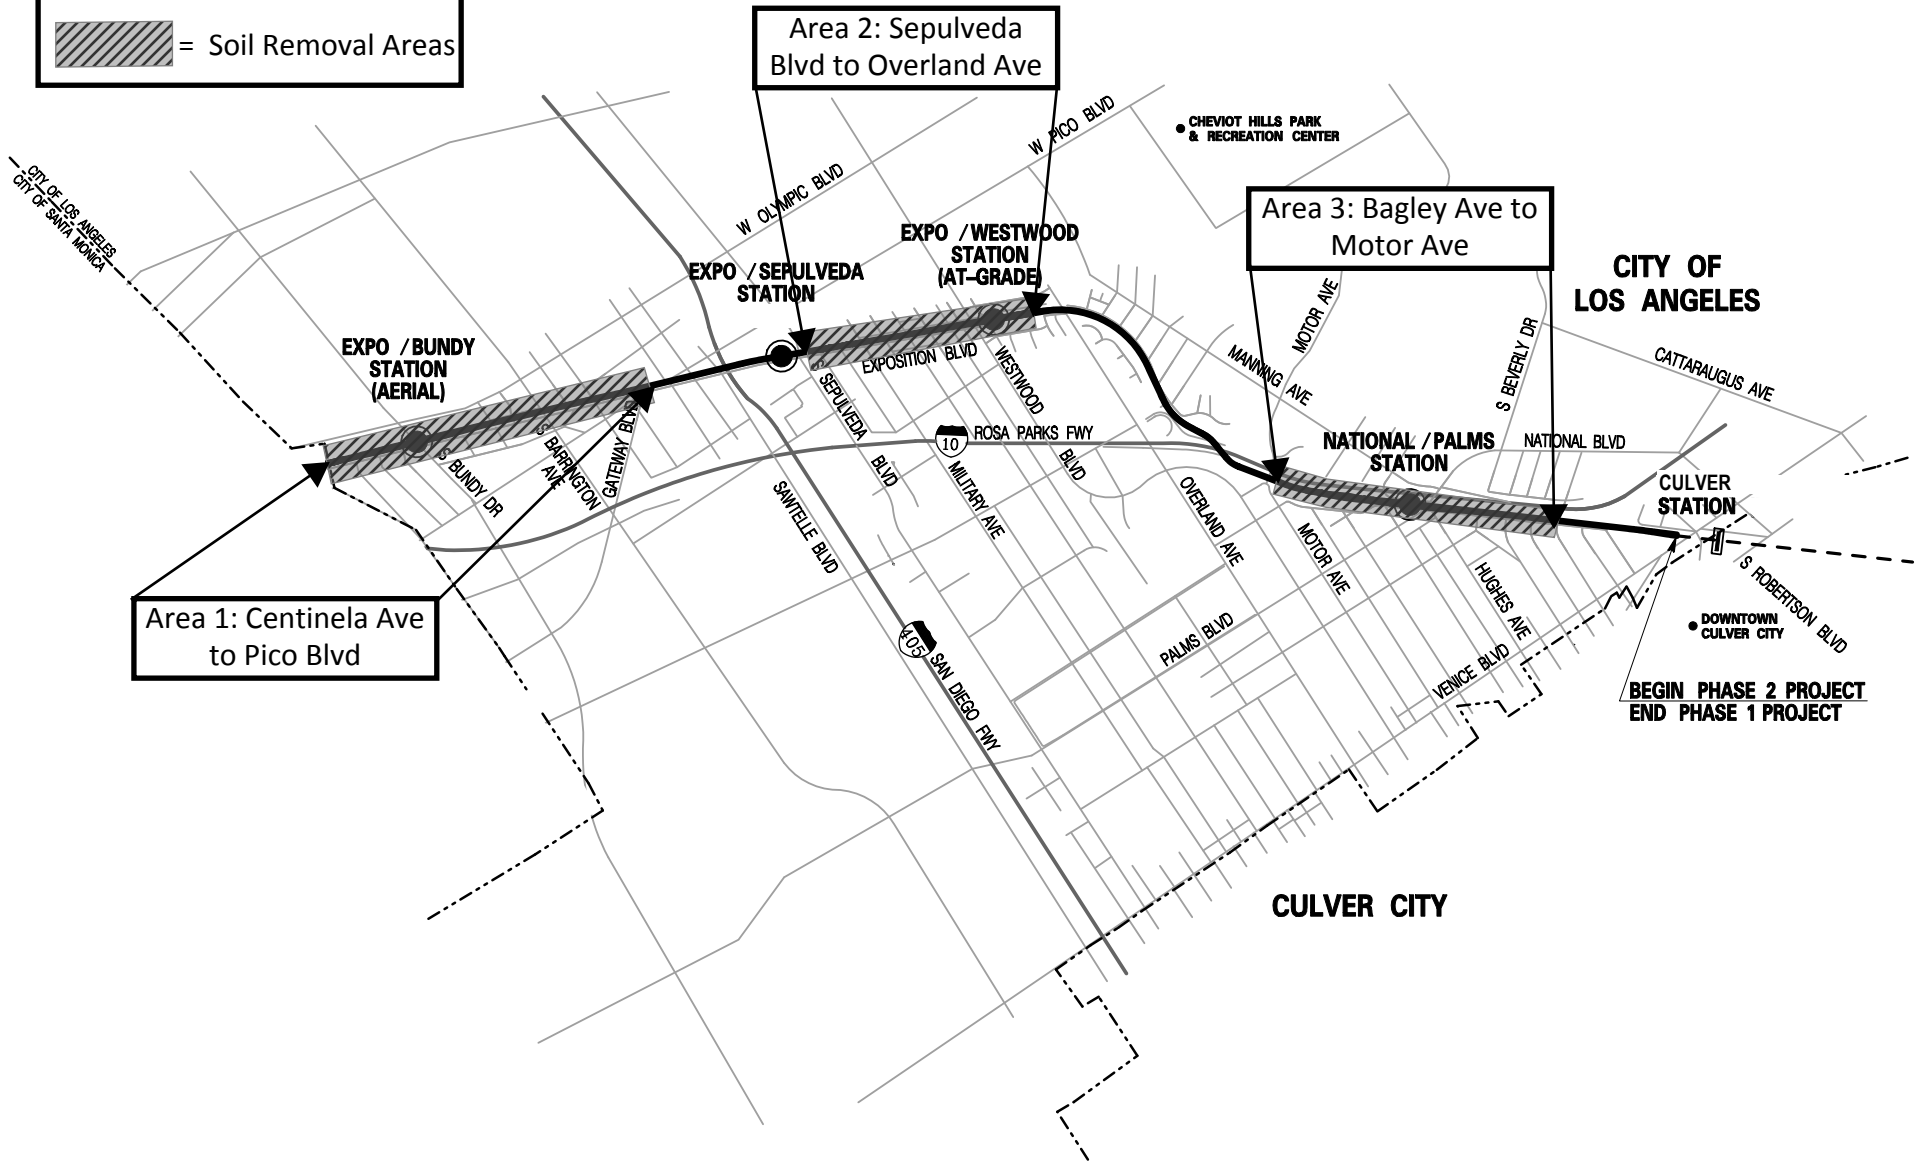 = Soil Removal Areas
Area 2: Sepulveda
Blvd to Overland Ave
CHEVIOT HILLS PARK
& RECREATION CENTER
W PICO BLVD
W OLYMPIC BLVD
CITY OF LOS ANGELES
CITY OF SANTA MONICA
Area 3: Bagley Ave to
Motor Ave
EXPO / WESTWOOD
STATION
(AT-GRADE)
EXPO / SEPULVEDA
STATION
CITY OF
LOS ANGELES
EXPO / BUNDY
STATION
(AERIAL)
MOTOR AVE
MANNING AVE
S BEVERLY DR
CATTARAUGUS AVE
EXPOSITION BLVD
S SEPULVEDA
BLVD
WESTWOOD
BLVD
10
ROSA PARKS FWY
NATIONAL / PALMS
STATION
NATIONAL BLVD
CULVER
STATION
S BUNDY DR
S BARRINGTON
AVE
GATEWAY BLVD
SAWTELLE BLVD
MILITARY AVE
OVERLAND AVE
MOTOR AVE
HUGHES AVE
S ROBERTSON BLVD
Area 1: Centinela Ave
to Pico Blvd
405
SAN DIEGO FWY
PALMS BLVD
VENICE BLVD
DOWNTOWN
CULVER CITY
BEGIN PHASE 2 PROJECT
END PHASE 1 PROJECT
CULVER CITY